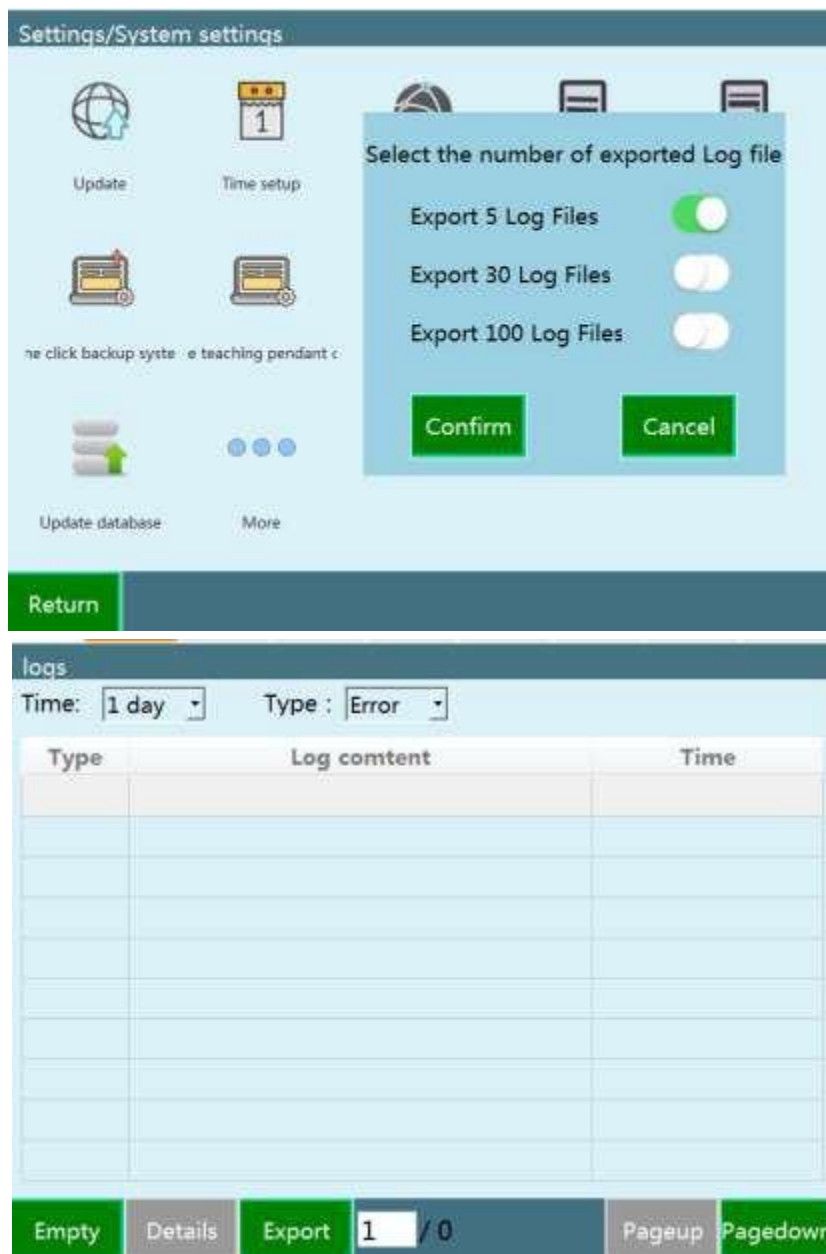 Settings/System settings
Select the number of exported Log file
Update
Time setup
1
Export 5 Log Files
Export 30 Log Files
Export 100 Log Files
ne click backup syste
e teaching pendant c
Confirm
Cancel
Update database
More
Return
logs
Time: 1 day Type : Error
Type Log comtent Time
Empty Details Export 1 / 0 Pageup Pagedown